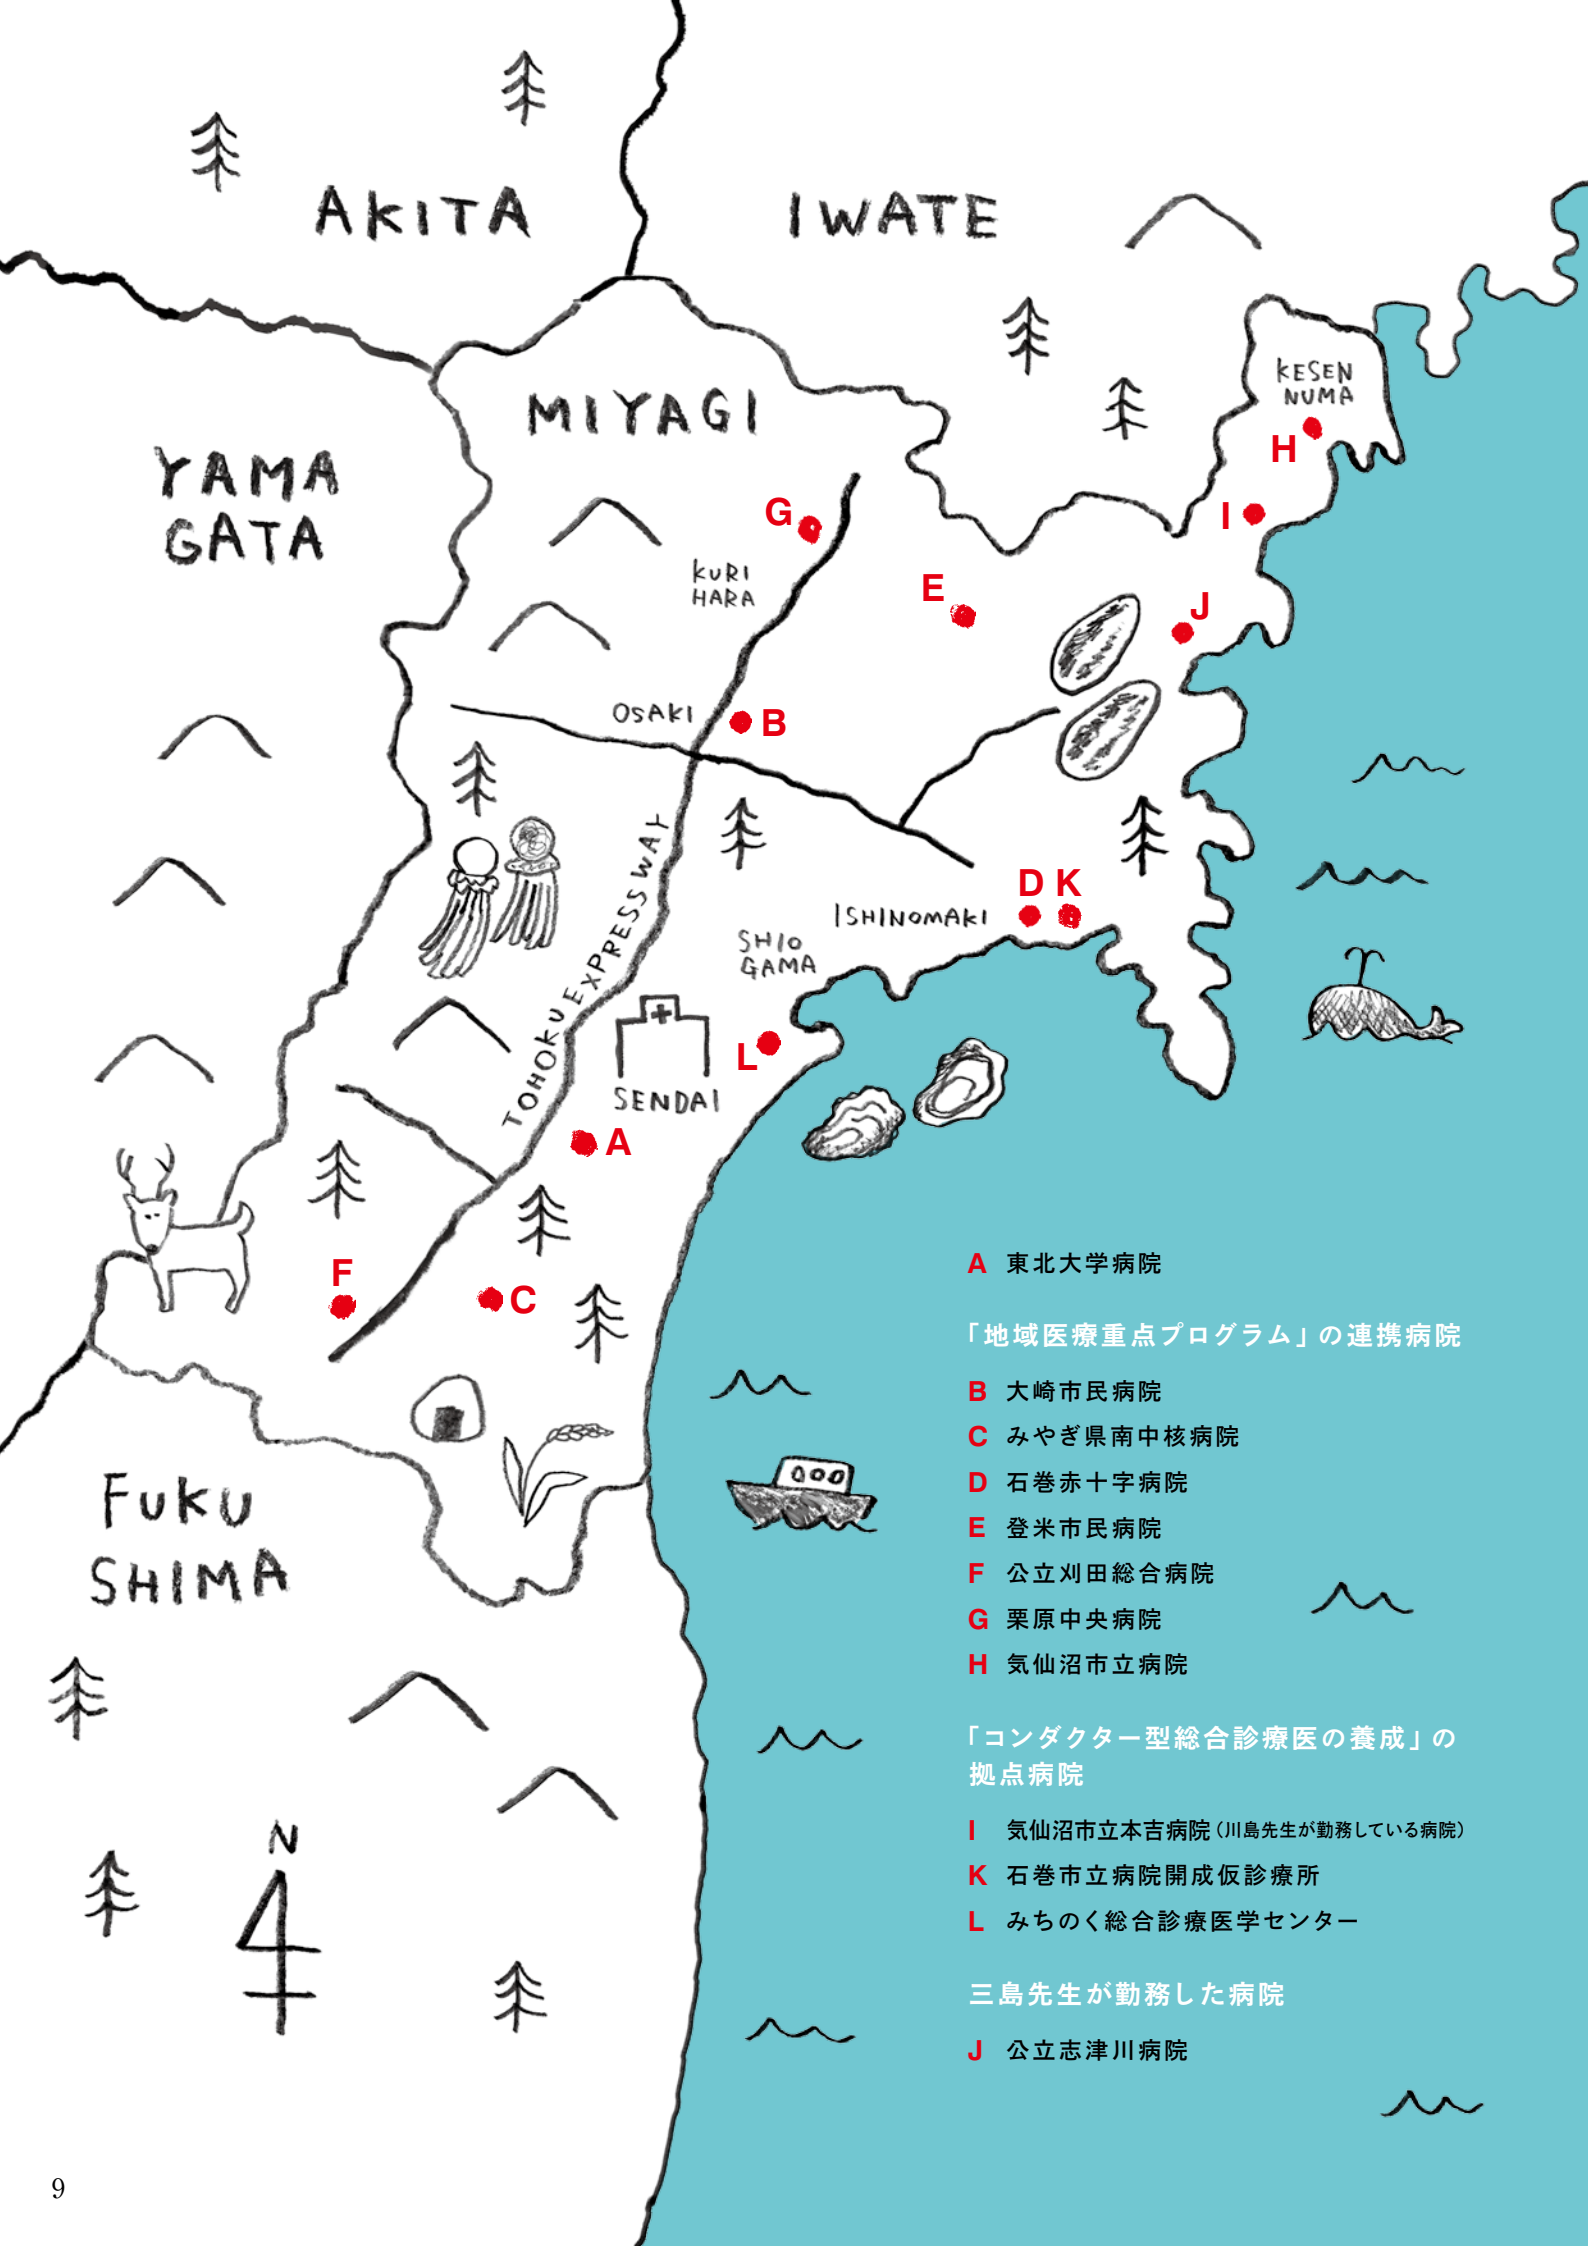 AKITA
IWATE
KESEN
NUMA
H
MIYAGI
YAMA
GATA
G
I
KURI
HARA
E
J
OSAKI
B
TOHOKU EXPRESS WAY
D K
ISHINOMAKI
SHIO
GAMA
L
SENDAI
A
F
C
FUKU
SHIMA
N
A 東北大学病院
「地域医療重点プログラム」の連携病院
B 大崎市民病院
C みやぎ県南中核病院
D 石巻赤十字病院
E 登米市民病院
F 公立刈田総合病院
G 栗原中央病院
H 気仙沼市立病院
「コンダクター型総合診療医の養成」の
拠点病院
I 気仙沼市立本吉病院（川島先生が勤務している病院）
K 石巻市立病院開成仮診療所
L みちのく総合診療医学センター
三島先生が勤務した病院
J 公立志津川病院
9